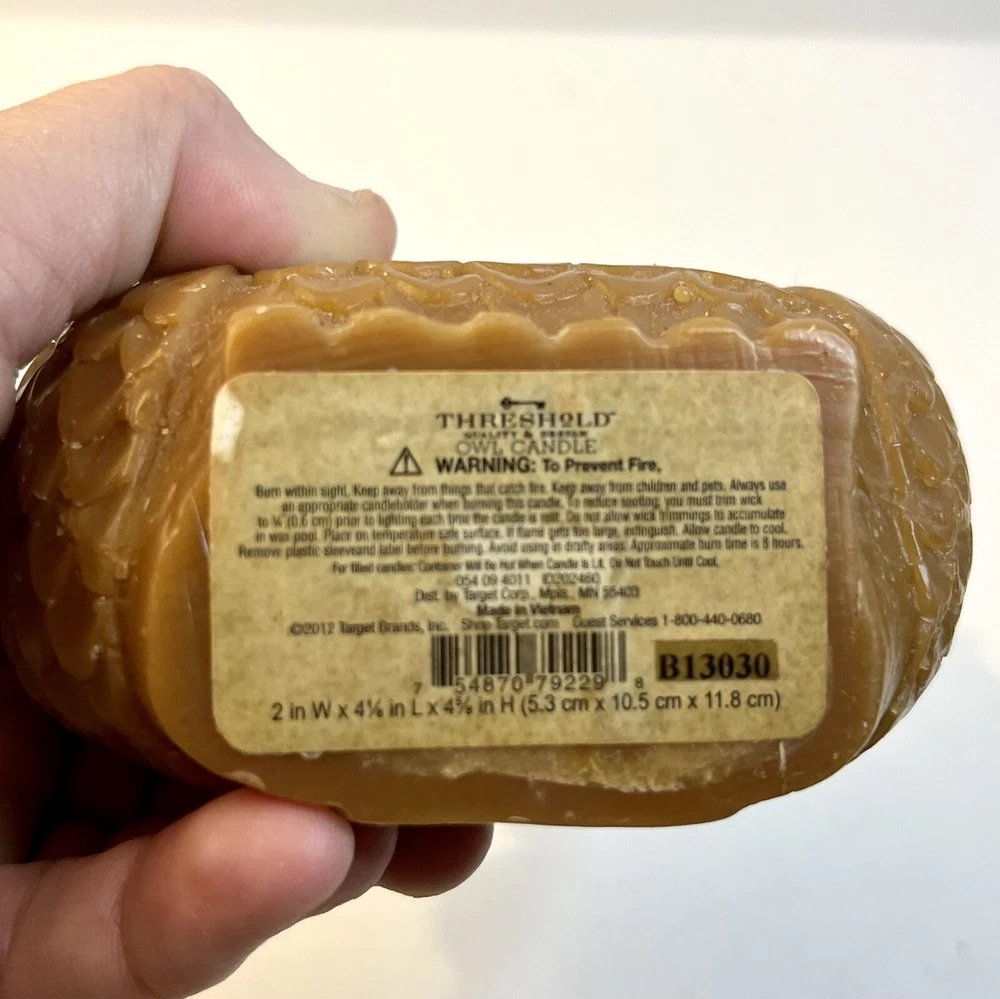 THRESHOLD™
QUALITY & DESIGN
OWL CANDLE
WARNING: To Prevent Fire,
Burn within sight. Keep away from things that catch fire. Keep away from children and pets. Always use
an appropriate candleholder when burning this candle. To reduce sooting, you must trim wick
to ¼" (0.6 cm) prior to lighting each time the candle is relit. Do not allow wick trimmings to accumulate
in wax pool. Place on temperature safe surface. If flame gets too large, extinguish. Allow candle to cool.
Remove plastic sleeveand label before burning. Avoid using in drafty areas. Approximate burn time is 8 hours.
For filled candles: Container Will Be Hot When Candle is Lit, Do Not Touch Until Cool.
054 09 4011 ID202460
Dist. by Target Corp., Mpls., MN 55403
Made in Vietnam
©2012 Target Brands, Inc. Shop Target.com Guest Services 1-800-440-0680
B13030
7 54870 79229 8
2 in W x 4⅛ in L x 4⅝ in H (5.3 cm x 10.5 cm x 11.8 cm)